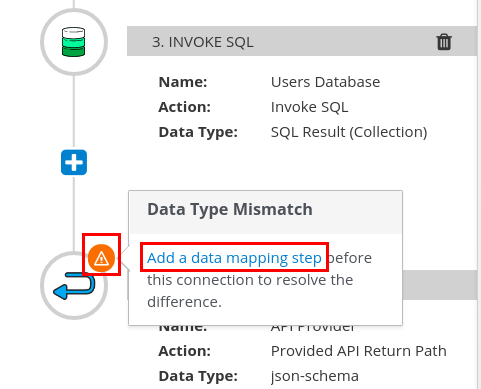 3. INVOKE SQL
Name: Users Database
Action: Invoke SQL
Data Type: SQL Result (Collection)
Data Type Mismatch
Add a data mapping step before
this connection to resolve the
difference.
Name: API Provider
Action: Provided API Return Path
Data Type: json-schema